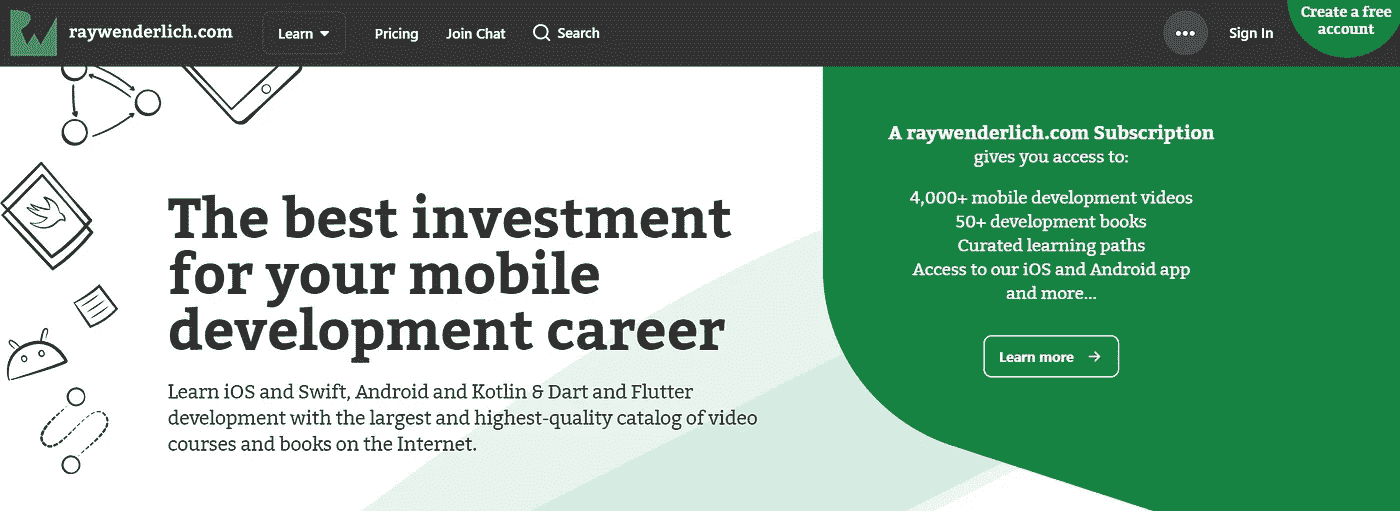 raywenderlich.com
Learn
Pricing
Join Chat
Search
Sign In
Create a free
account
The best investment
for your mobile
development career
Learn iOS and Swift, Android and Kotlin & Dart and Flutter
development with the largest and highest-quality catalog of video
courses and books on the Internet.
A raywenderlich.com Subscription
gives you access to:
4,000+ mobile development videos
50+ development books
Curated learning paths
Access to our iOS and Android app
and more...
Learn more